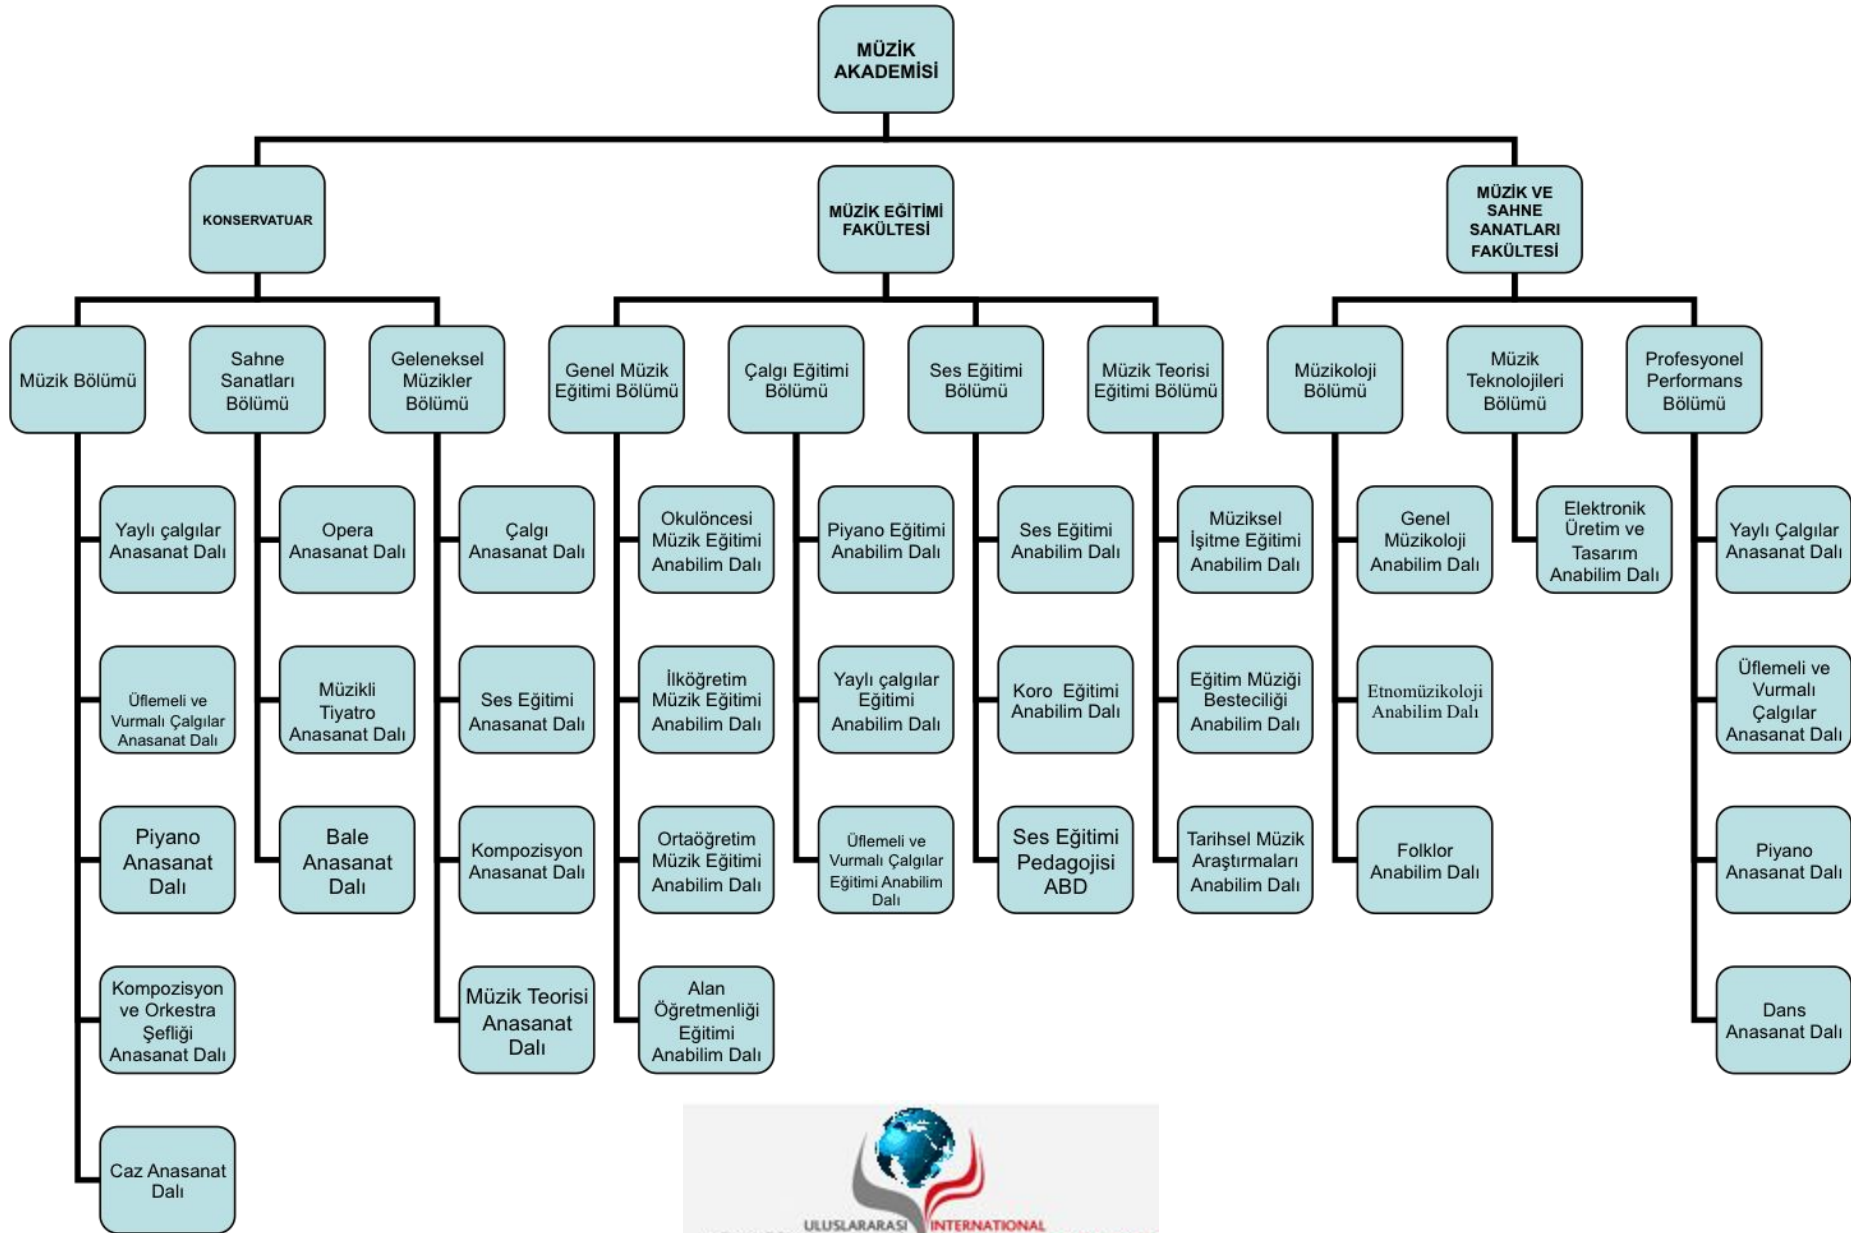 MÜZİK
AKADEMİSİ
KONSERVATUAR
MÜZİK EĞİTİMİ
FAKÜLTESİ
MÜZİK VE
SAHNE
SANATLARI
FAKÜLTESİ
Müzik Bölümü
Sahne
Sanatları
Bölümü
Geleneksel
Müzikler
Bölümü
Genel Müzik
Eğitimi Bölümü
Çalgı Eğitimi
Bölümü
Ses Eğitimi
Bölümü
Müzik Teorisi
Eğitimi Bölümü
Müzikoloji
Bölümü
Müzik
Teknolojileri
Bölümü
Profesyonel
Performans
Bölümü
Yaylı çalgılar
Anasanat Dalı
Opera
Anasanat Dalı
Çalgı
Anasanat Dalı
Okulöncesi
Müzik Eğitimi
Anabilim Dalı
Piyano Eğitimi
Anabilim Dalı
Ses Eğitimi
Anabilim Dalı
Müziksel
İşitme Eğitimi
Anabilim Dalı
Genel
Müzikoloji
Anabilim Dalı
Elektronik
Üretim ve
Tasarım
Anabilim Dalı
Yaylı Çalgılar
Anasanat Dalı
Üflemeli ve
Vurmalı Çalgılar
Anasanat Dalı
Müzikli
Tiyatro
Anasanat Dalı
Ses Eğitimi
Anasanat Dalı
İlköğretim
Müzik Eğitimi
Anabilim Dalı
Yaylı çalgılar
Eğitimi
Anabilim Dalı
Koro Eğitimi
Anabilim Dalı
Eğitim Müziği
Besteciliği
Anabilim Dalı
Etnomüzikoloji
Anabilim Dalı
Üflemeli ve
Vurmalı
Çalgılar
Anasanat Dalı
Piyano
Anasanat
Dalı
Bale
Anasanat
Dalı
Kompozisyon
Anasanat Dalı
Ortaöğretim
Müzik Eğitimi
Anabilim Dalı
Üflemeli ve
Vurmalı Çalgılar
Eğitimi Anabilim
Dalı
Ses Eğitimi
Pedagojisi
ABD
Tarihsel Müzik
Araştırmaları
Anabilim Dalı
Folklor
Anabilim Dalı
Piyano
Anasanat Dalı
Kompozisyon
ve Orkestra
Şefliği
Anasanat Dalı
Müzik Teorisi
Anasanat
Dalı
Alan
Öğretmenliği
Eğitimi
Anabilim Dalı
Dans
Anasanat Dalı
Caz Anasanat
Dalı
ULUSLARARASI INTERNATIONAL